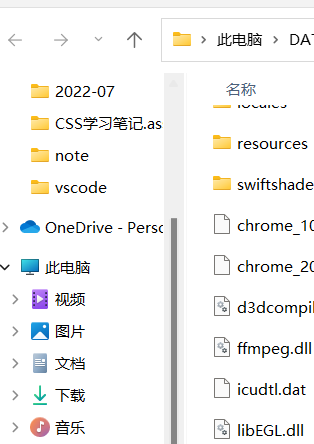 此电脑
DA
名称
2022-07
CSS学习笔记.as
note
vscode
OneDrive - Perso
此电脑
视频
图片
文档
下载
音乐
locales
resources
swiftshade
chrome_10
chrome_20
d3dcompil
ffmpeg.dll
icudtl.dat
libEGL.dll